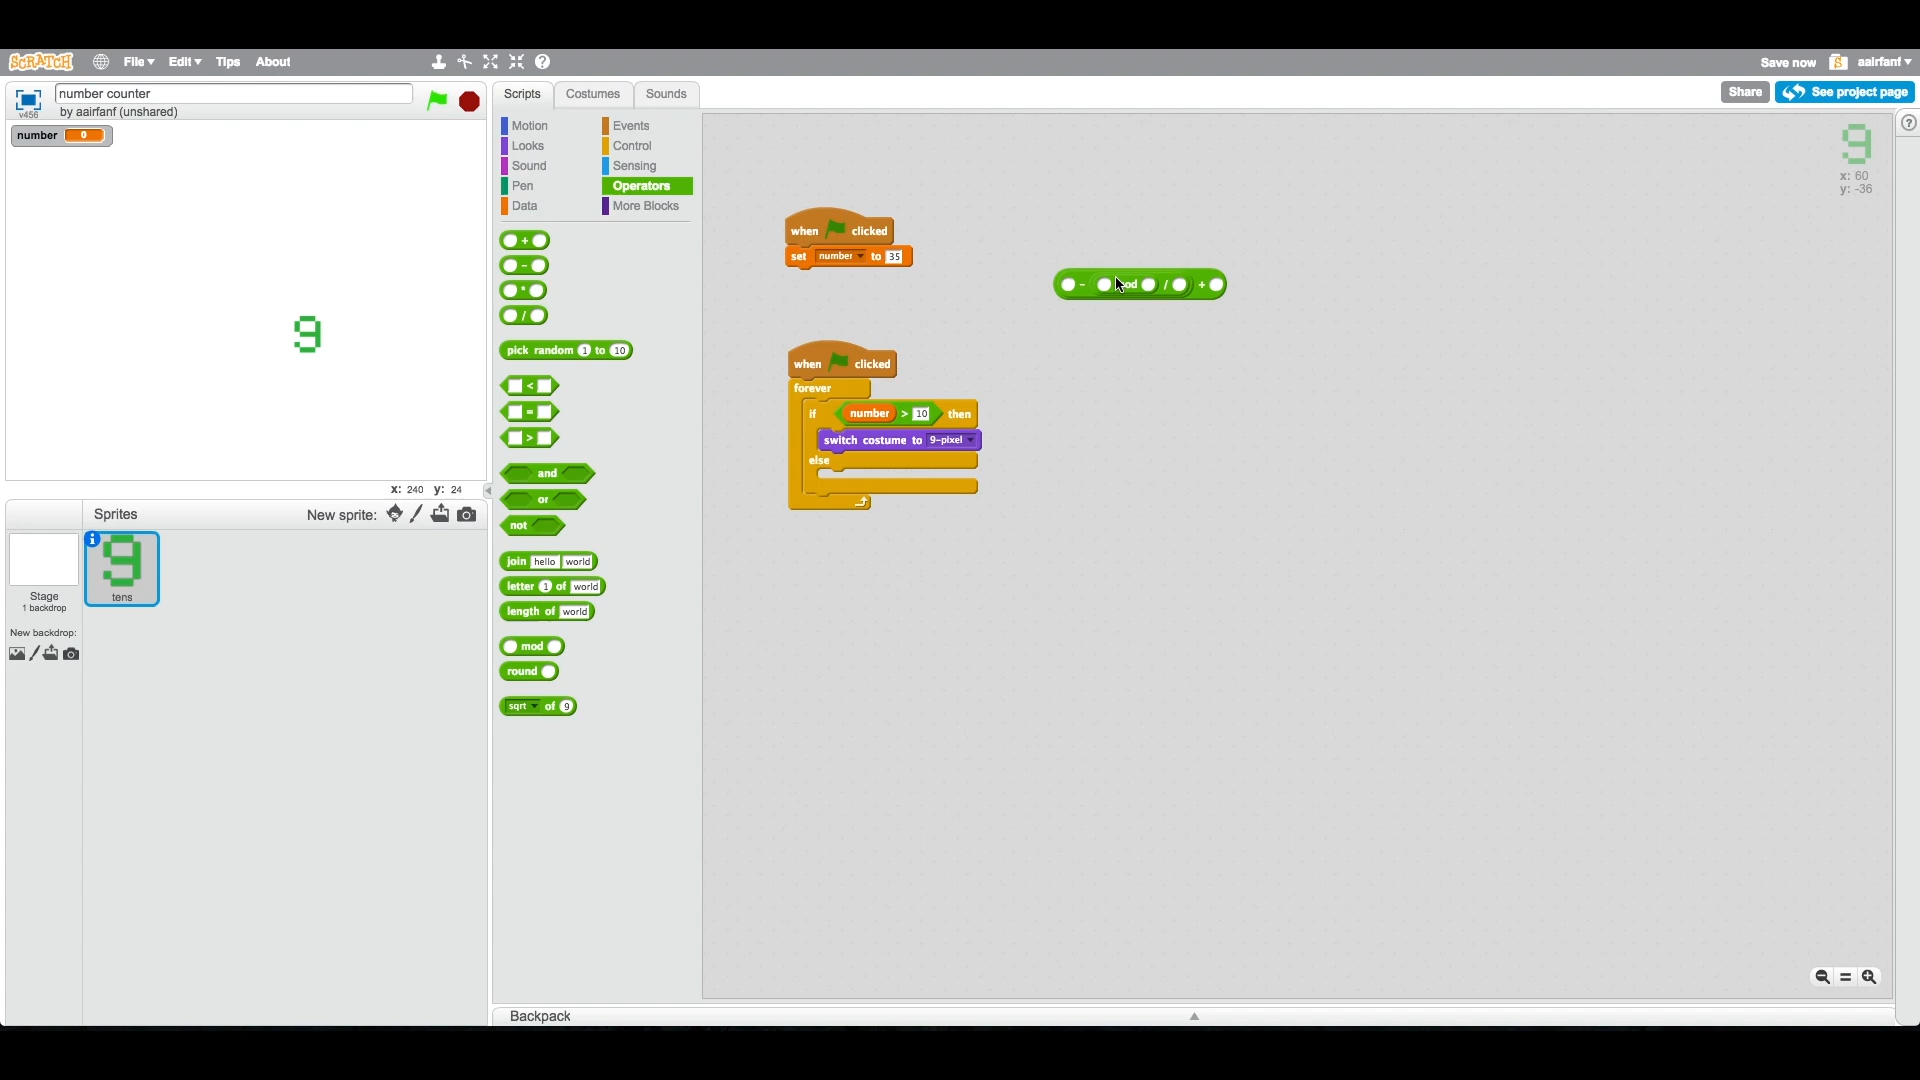 SCRATCH File Edit Tips About Save now aairfanf
v456 number counter
by aairfanf (unshared)
Scripts Costumes Sounds
Share See project page
number 0
Motion Events
Looks Control
Sound Sensing
Pen Operators
Data More Blocks
9
x: 60
y: -36
+
-
*
/
pick random 1 to 10
<
=
>
and
or
not
join hello world
letter 1 of world
length of world
mod
round
sqrt of 9
when clicked
set number to 35
- / +
when clicked
forever
if number > 10 then
switch costume to 9-pixel
else
9
x: 240 y: 24
Sprites New sprite:
Stage
1 backdrop
New backdrop:
9
tens
Backpack